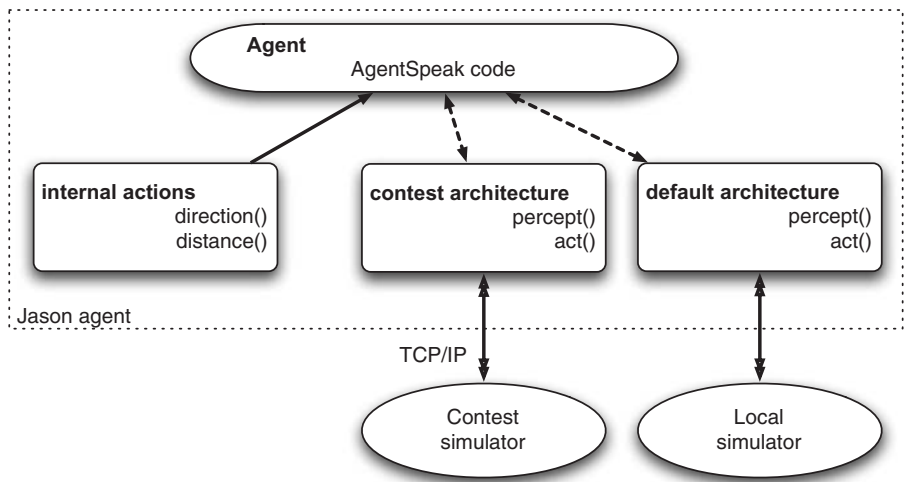 Agent
AgentSpeak code
internal actions
direction()
distance()
contest architecture
percept()
act()
default architecture
percept()
act()
Jason agent
TCP/IP
Contest
simulator
Local
simulator